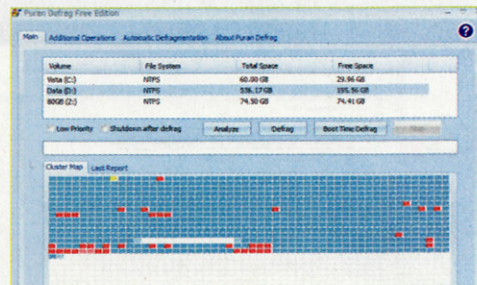 Puran Defrag Free Edition
Main Additional Operations Automatic Defragmentation About Puran Defrag
Volume File System Total Space Free Space
Vista (C:) NTFS 60.00 GB 29.96 GB
Data (D:) NTFS 536.17 GB 195.56 GB
80GB (Z:) NTFS 74.50 GB 74.41 GB
Low Priority Shutdown after defrag Analyze Defrag Boot Time Defrag Stop
Cluster Map Last Report